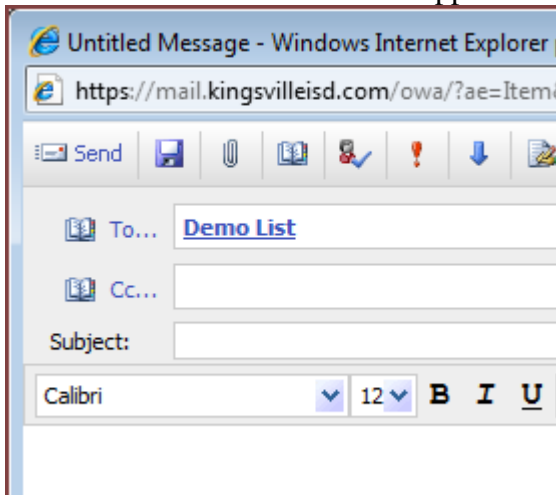 Untitled Message - Windows Internet Explorer
https://mail.kingsvilleisd.com/owa/?ae=Item
Send
To... Demo List
Cc...
Subject:
Calibri 12 B I U